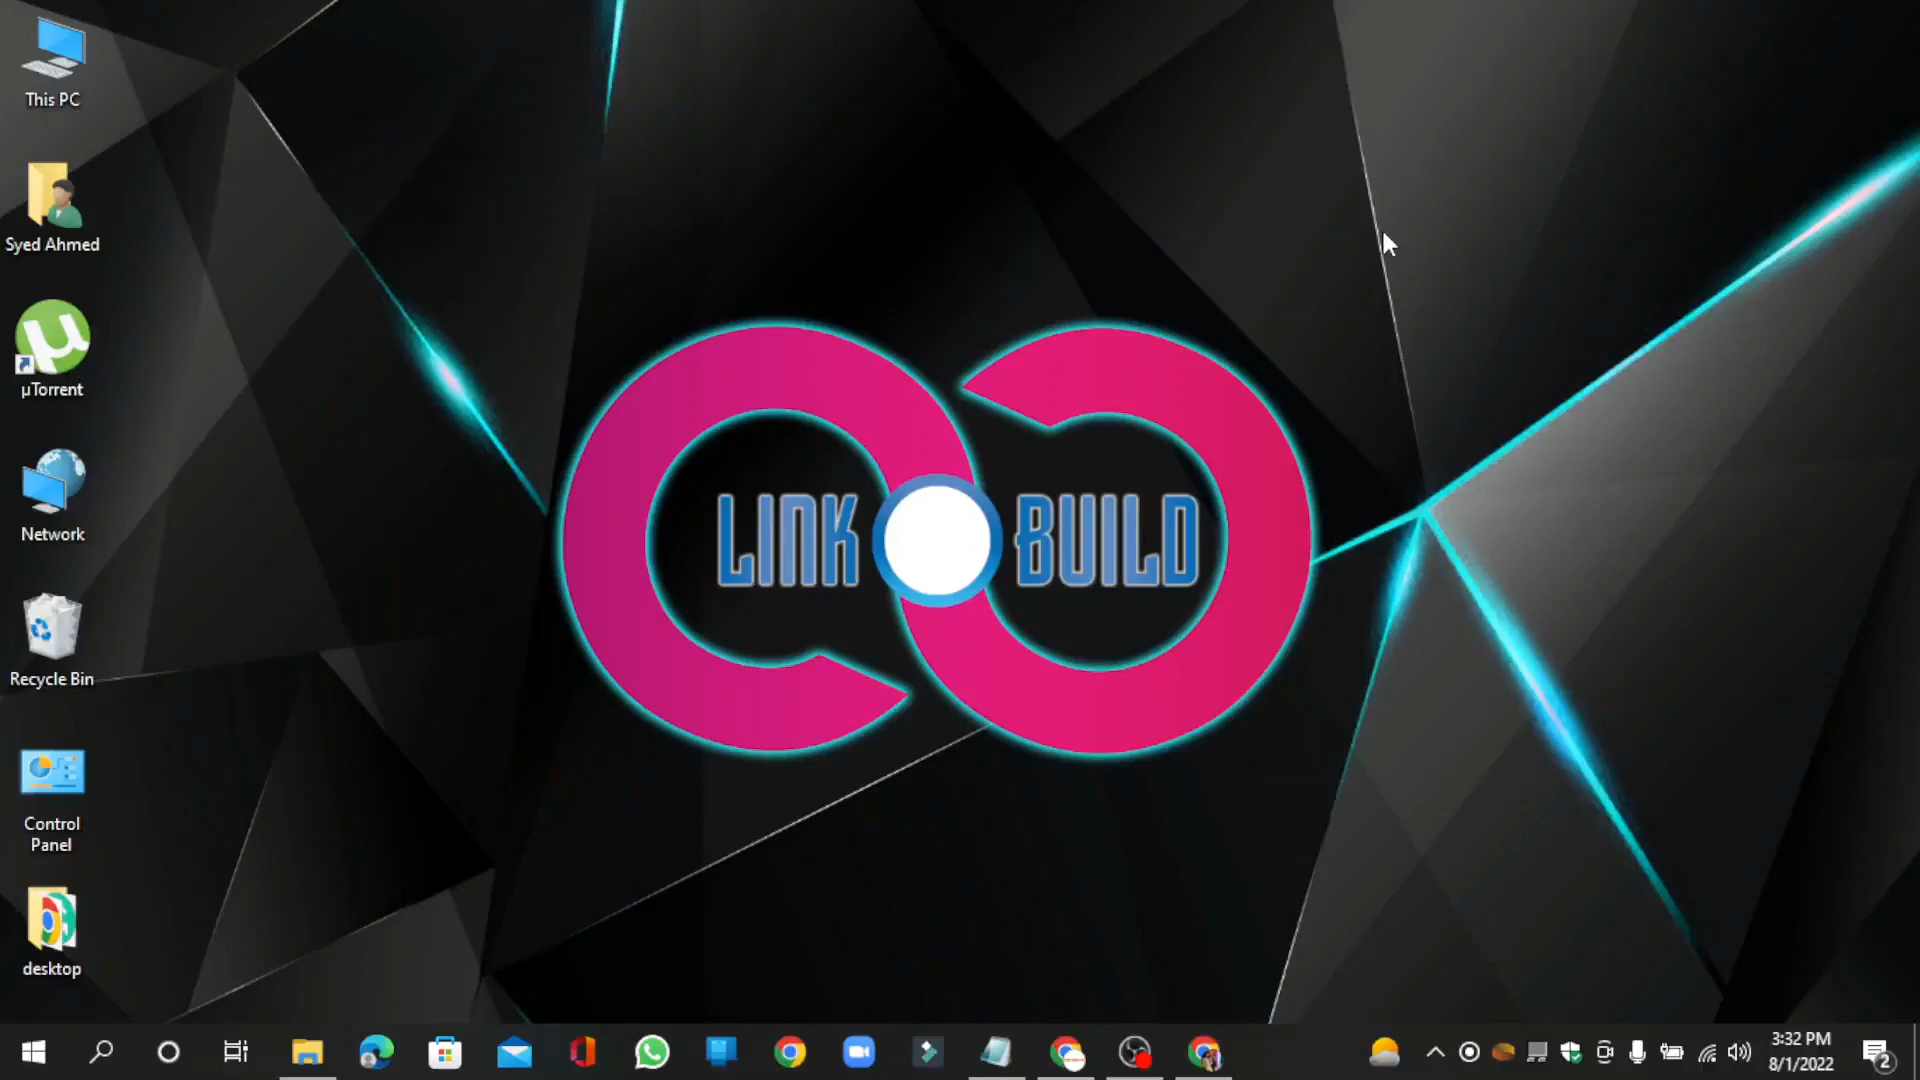 This PC
Syed Ahmed
µTorrent
Network
Recycle Bin
Control
Panel
desktop
LINK BUILD
3:32 PM
8/1/2022
2